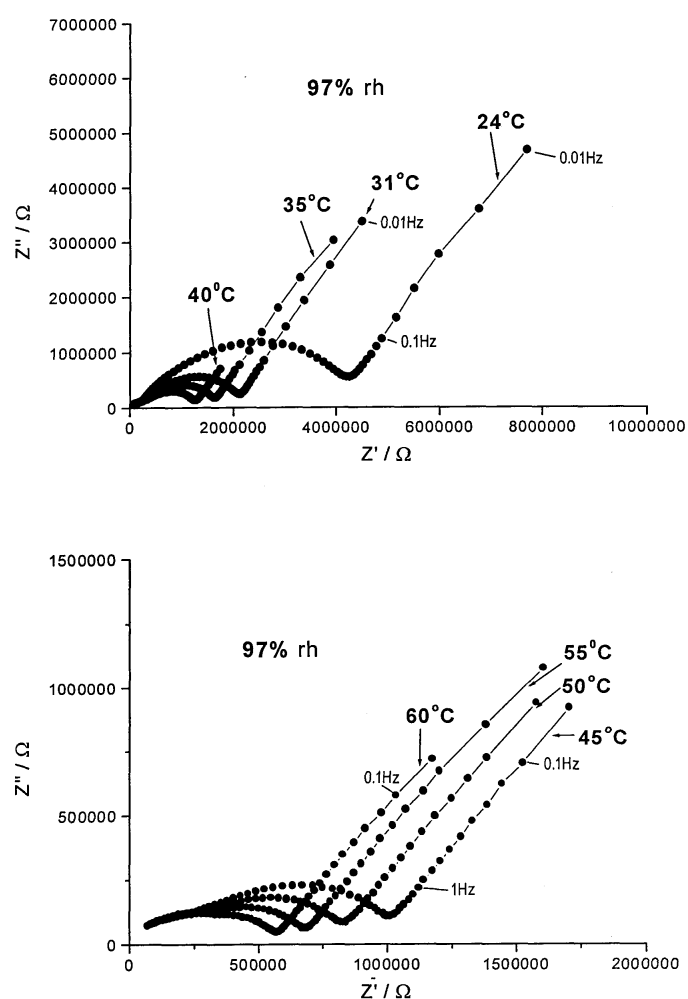 7000000
6000000
5000000
4000000
3000000
2000000
1000000
0
Z'' / Ω
97% rh
24°C
0.01Hz
31°C
35°C
0.01Hz
40⁰C
0.1Hz
0 2000000 4000000 6000000 8000000 10000000
Z' / Ω
1500000
1000000
500000
0
Z'' / Ω
97% rh
55⁰C
50°C
60°C
45°C
0.1Hz
0.1Hz
1Hz
0 500000 1000000 1500000 2000000
Z' / Ω